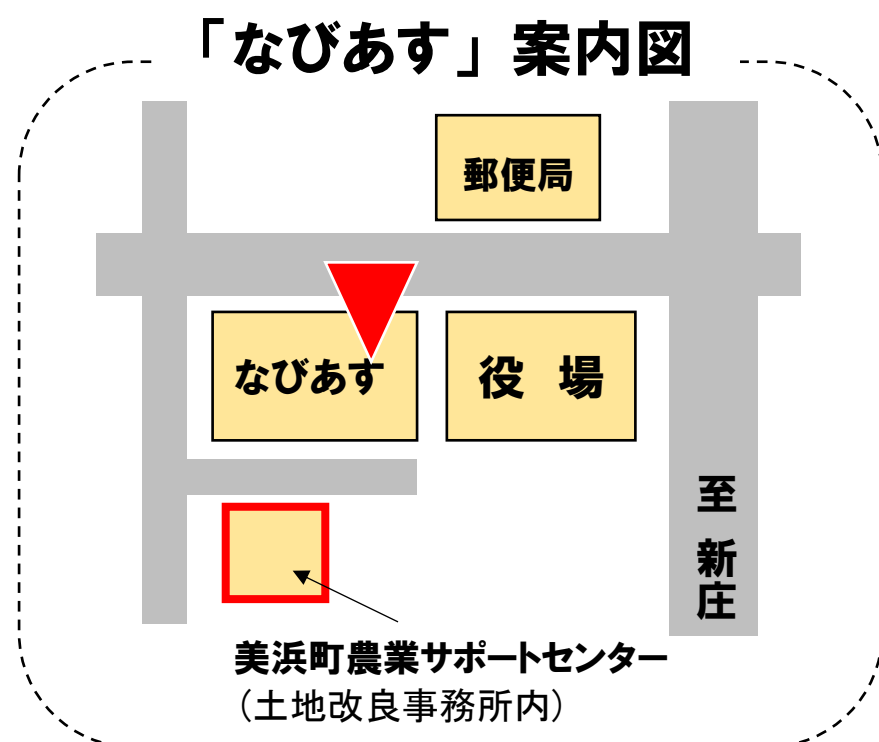 「なびあす」案内図
郵便局
なびあす
役 場
至 新庄
美浜町農業サポートセンター
(土地改良事務所内)